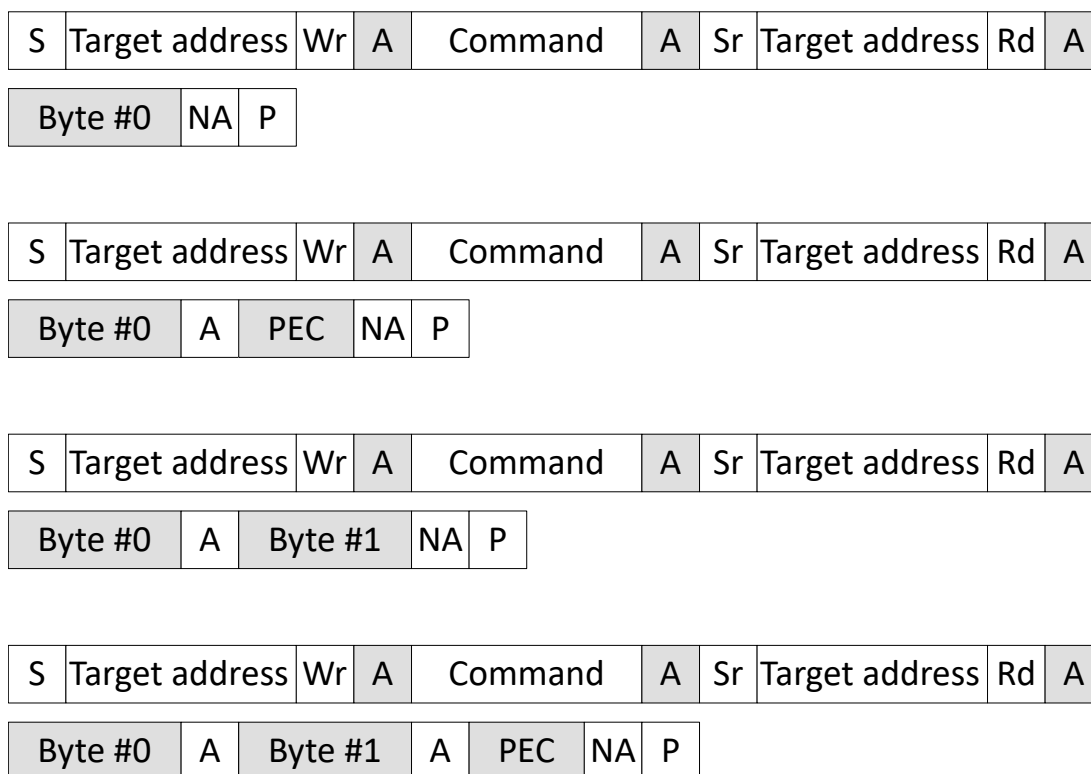 S Target address Wr A Command A Sr Target address Rd A
Byte #0 NA P
S Target address Wr A Command A Sr Target address Rd A
Byte #0 A PEC NA P
S Target address Wr A Command A Sr Target address Rd A
Byte #0 A Byte #1 NA P
S Target address Wr A Command A Sr Target address Rd A
Byte #0 A Byte #1 A PEC NA P